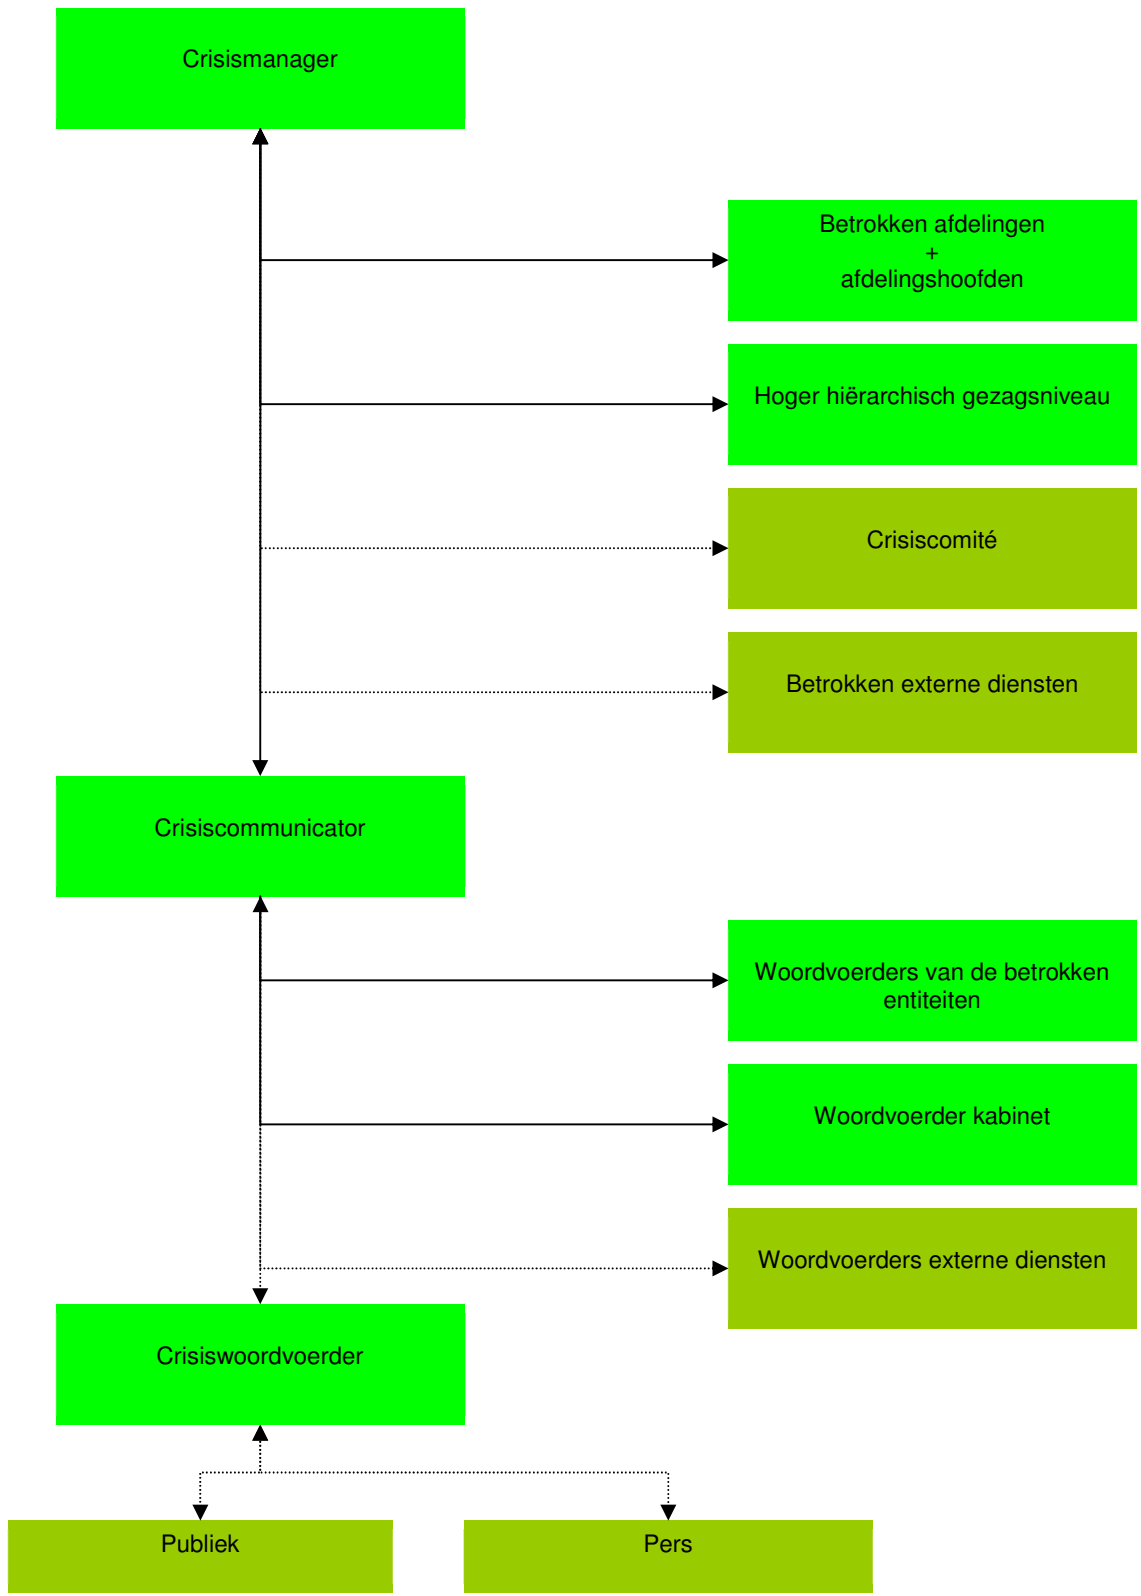 Crisismanager
Betrokken afdelingen
+
afdelingshoofden
Hoger hiërarchisch gezagsniveau
Crisiscomité
Betrokken externe diensten
Crisiscommunicator
Woordvoerders van de betrokken
entiteiten
Woordvoerder kabinet
Woordvoerders externe diensten
Crisiswoordvoerder
Publiek
Pers